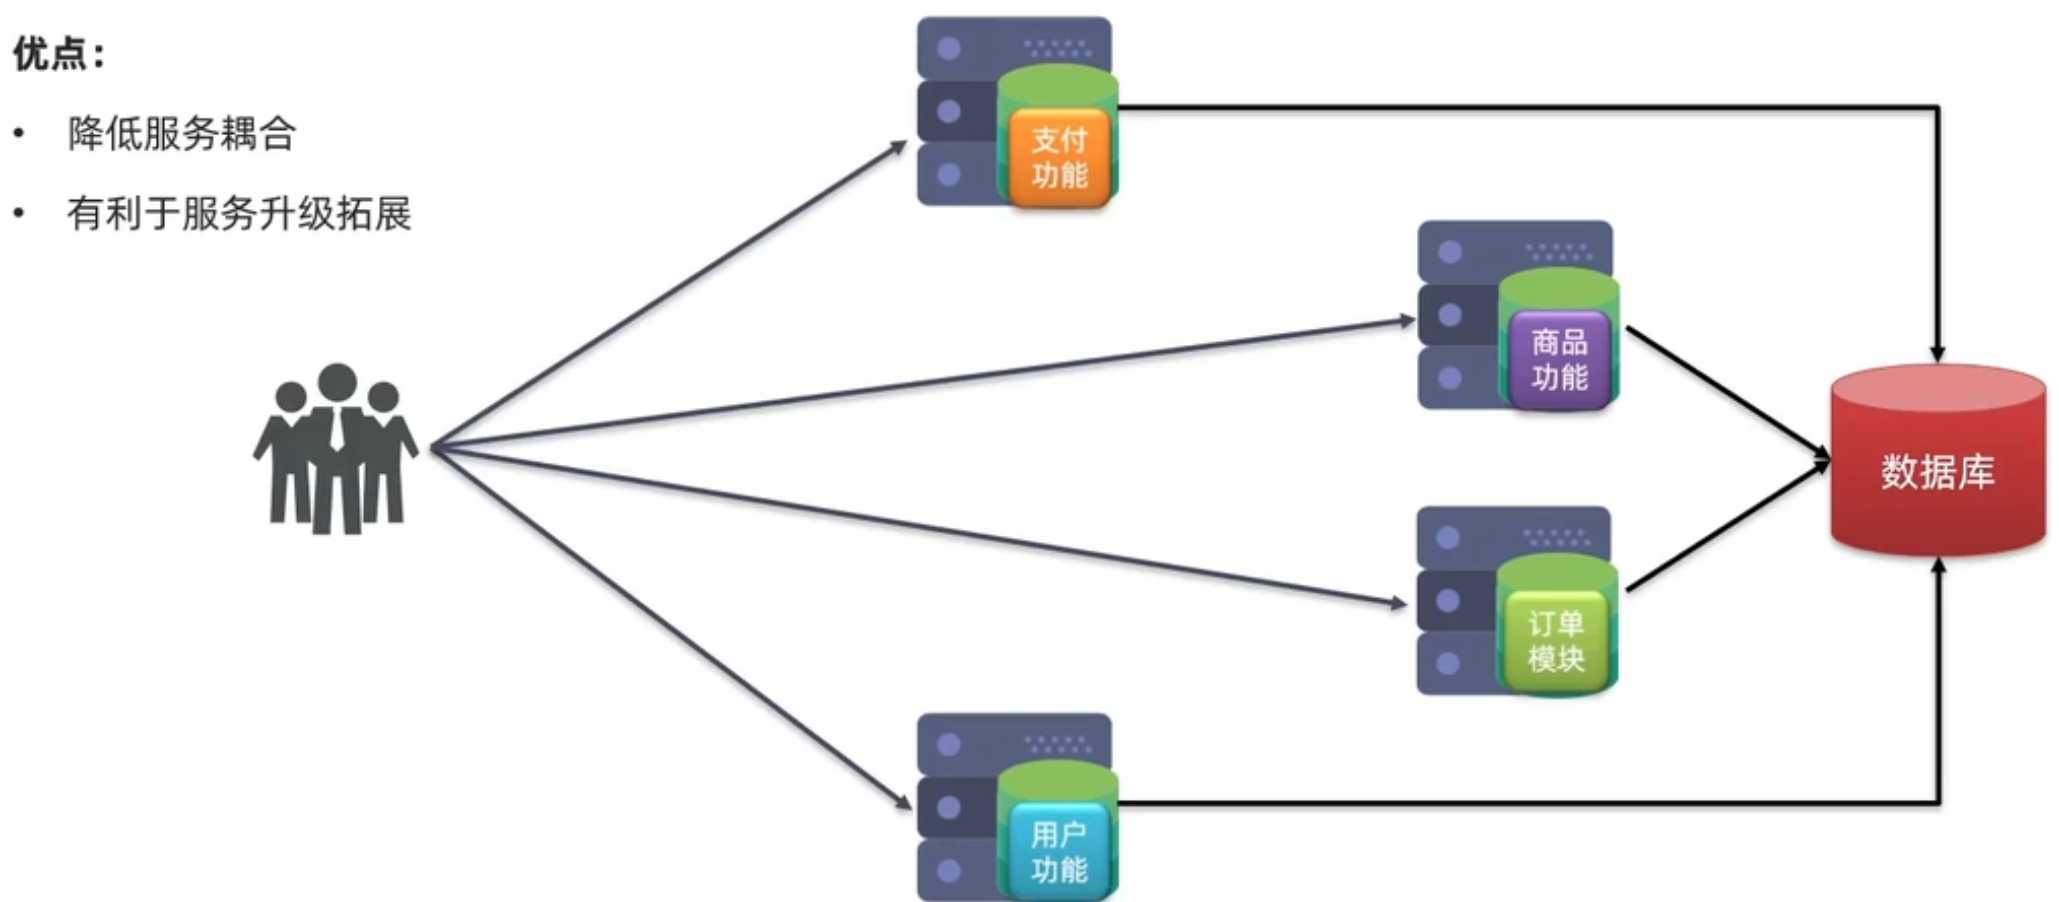 优点：
• 降低服务耦合
• 有利于服务升级拓展
支付
功能
商品
功能
数据库
订单
模块
用户
功能